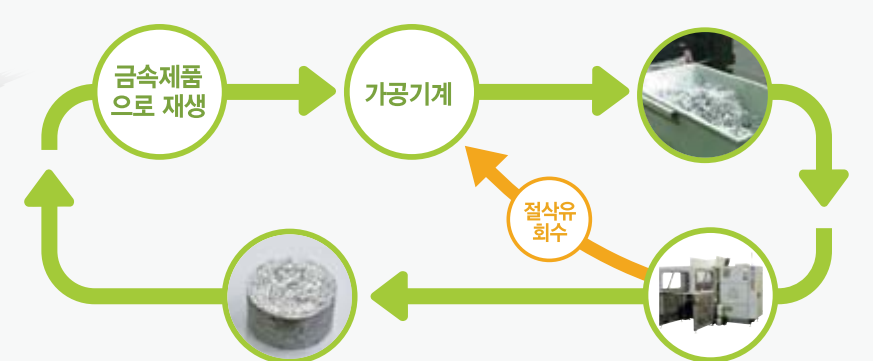 금속제품
으로 재생
가공기계
절삭유
회수